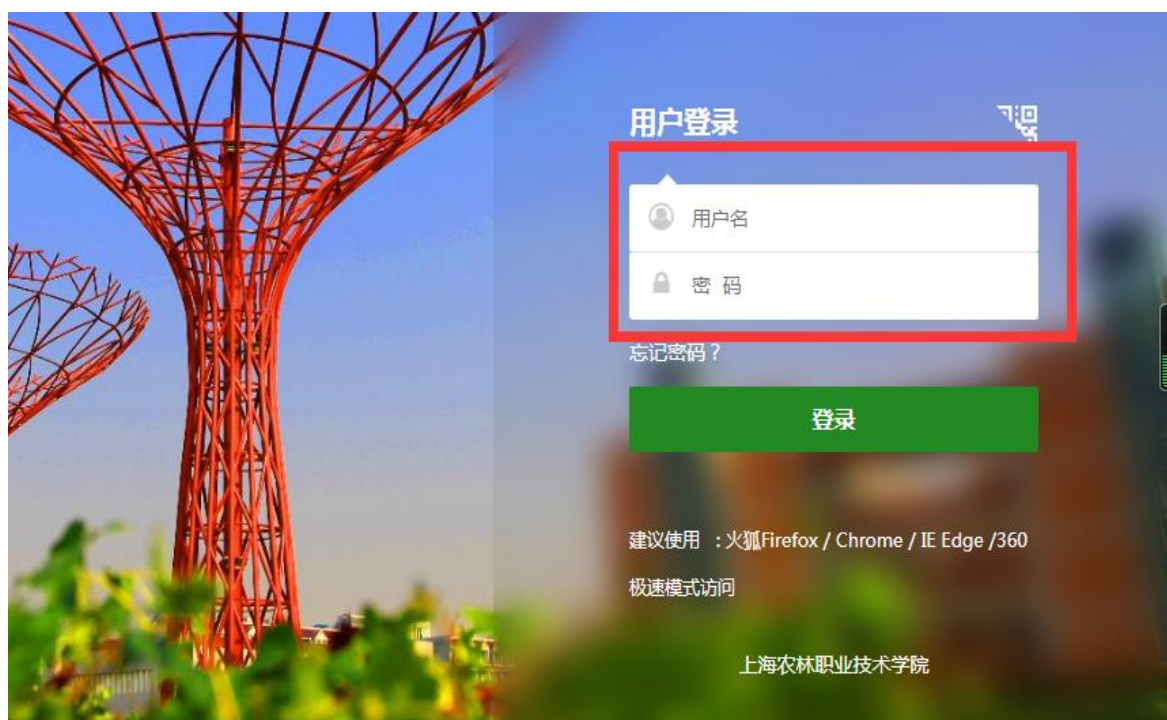 用户登录
用户名
密 码
忘记密码？
登录
建议使用 ：火狐Firefox / Chrome / IE Edge /360
极速模式访问
上海农林职业技术学院